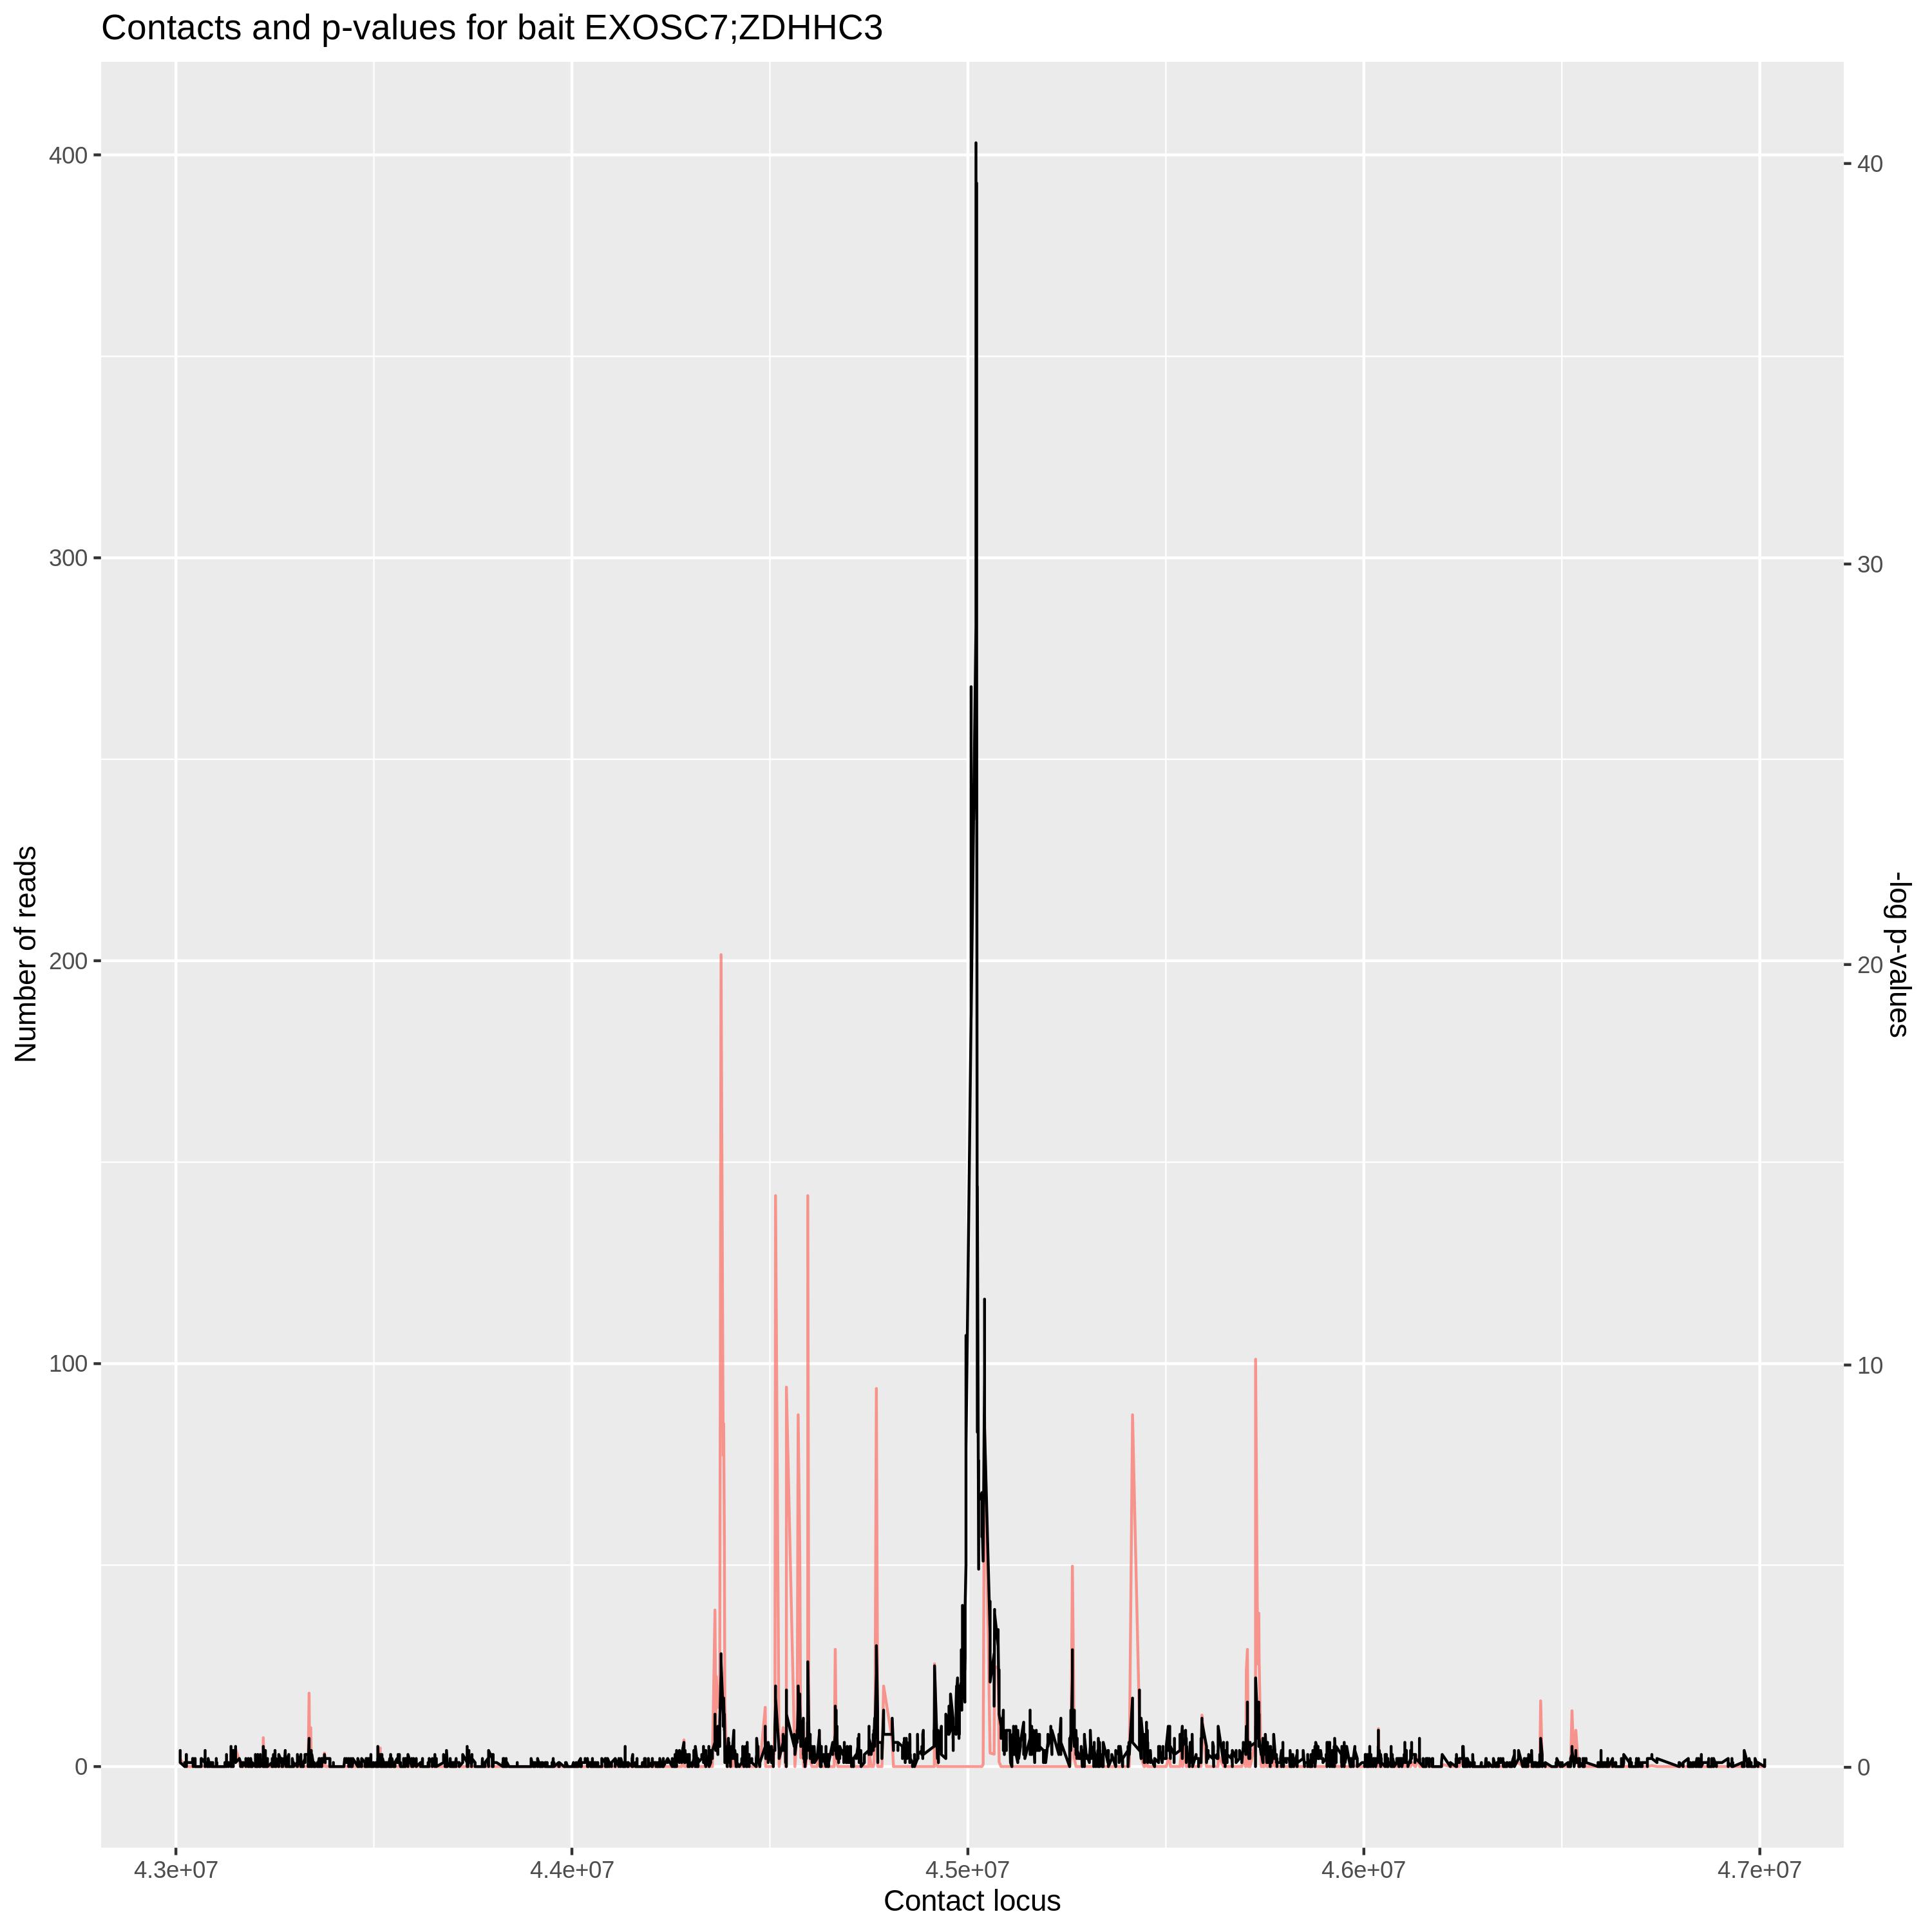 Contacts and p-values for bait EXOSC7;ZDHHC3
400
300
200
100
0
Number of reads
40
30
20
10
0
-log p-values
4.3e+07
4.4e+07
4.5e+07
4.6e+07
4.7e+07
Contact locus